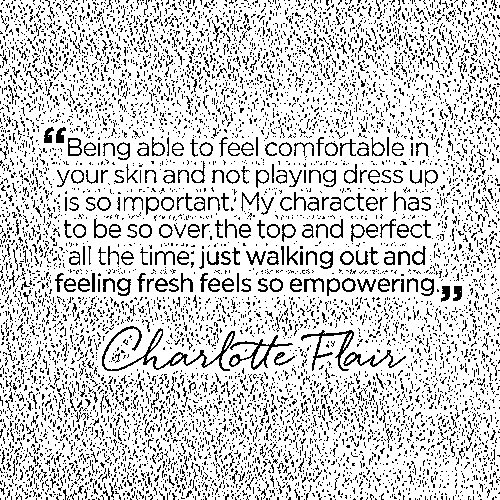 “Being able to feel comfortable in
your skin and not playing dress up
is so important. My character has
to be so over, the top and perfect
all the time; just walking out and
feeling fresh feels so empowering.”
Charlotte Flair